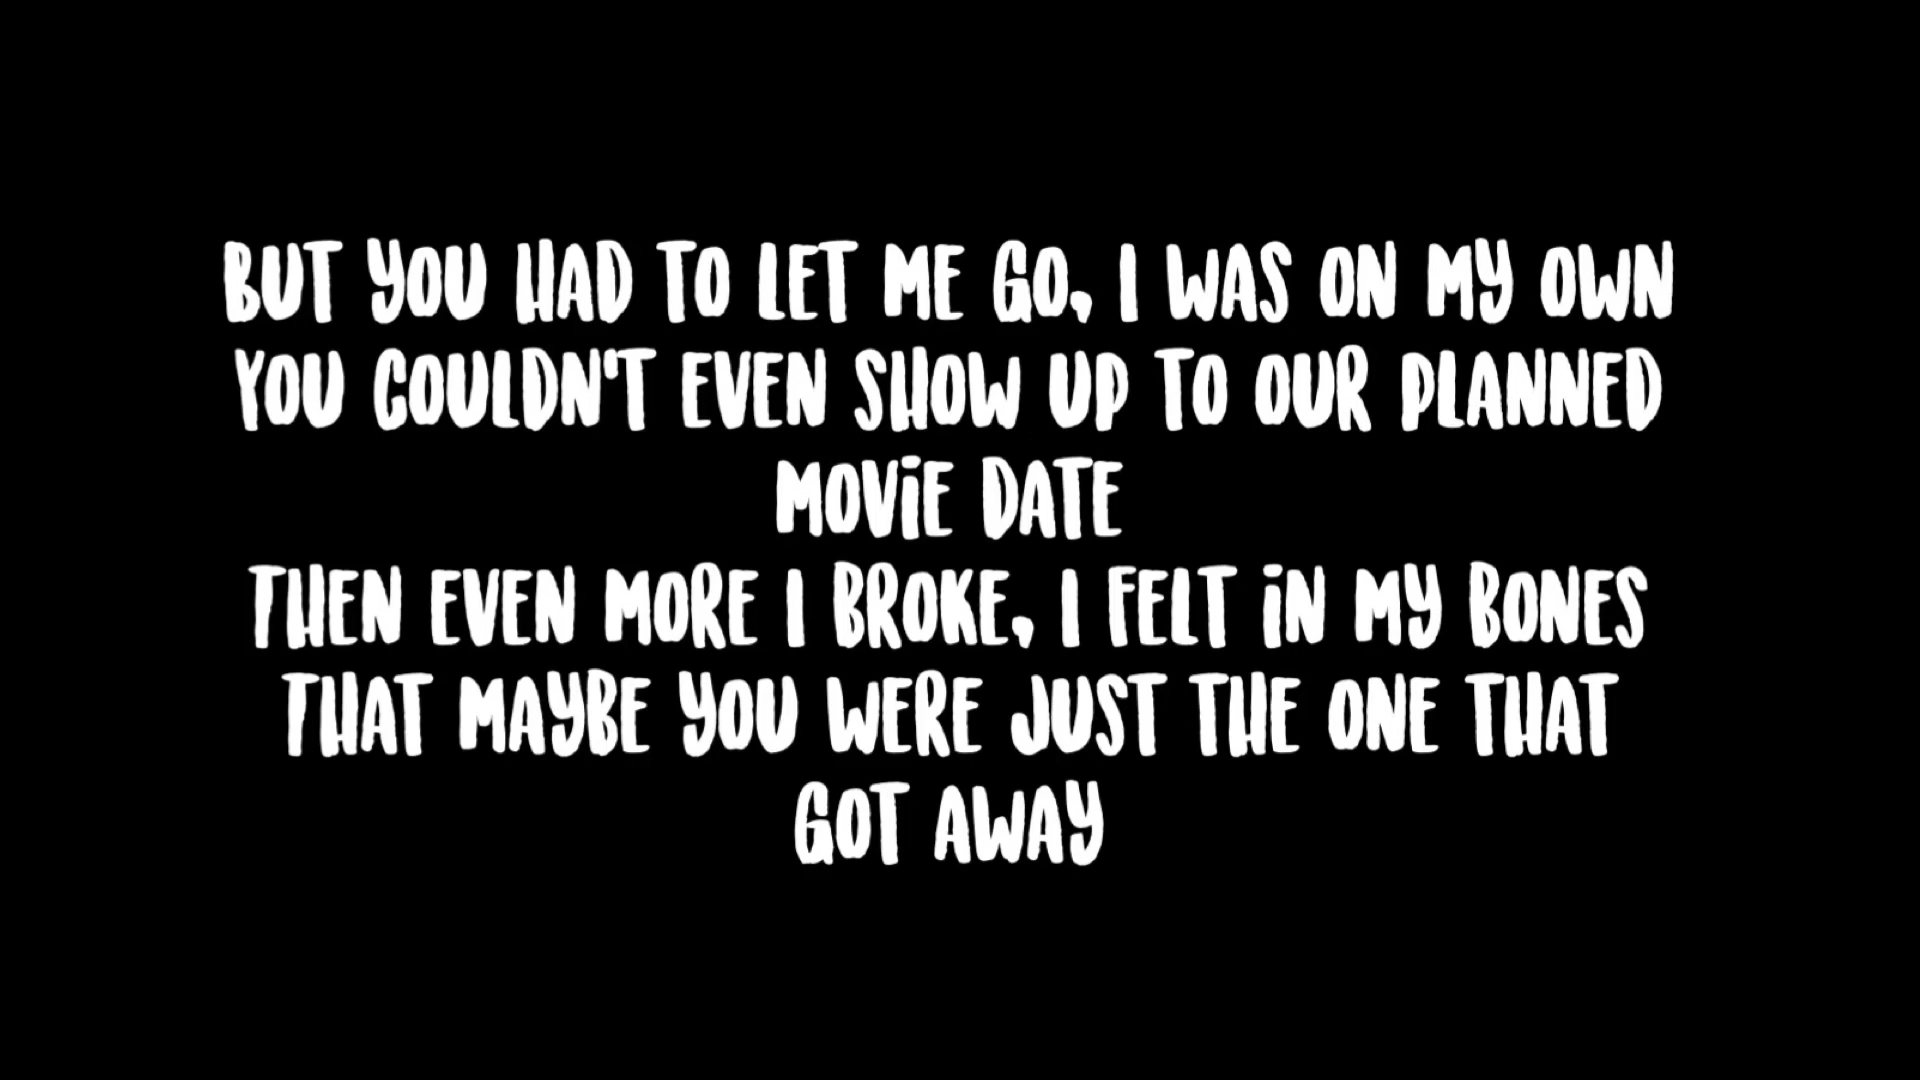 BUT YOU HAD TO LET ME GO, I WAS ON MY OWN
YOU COULDN'T EVEN SHOW UP TO OUR PLANNED
MOVIE DATE
THEN EVEN MORE I BROKE, I FELT IN MY BONES
THAT MAYBE YOU WERE JUST THE ONE THAT
GOT AWAY